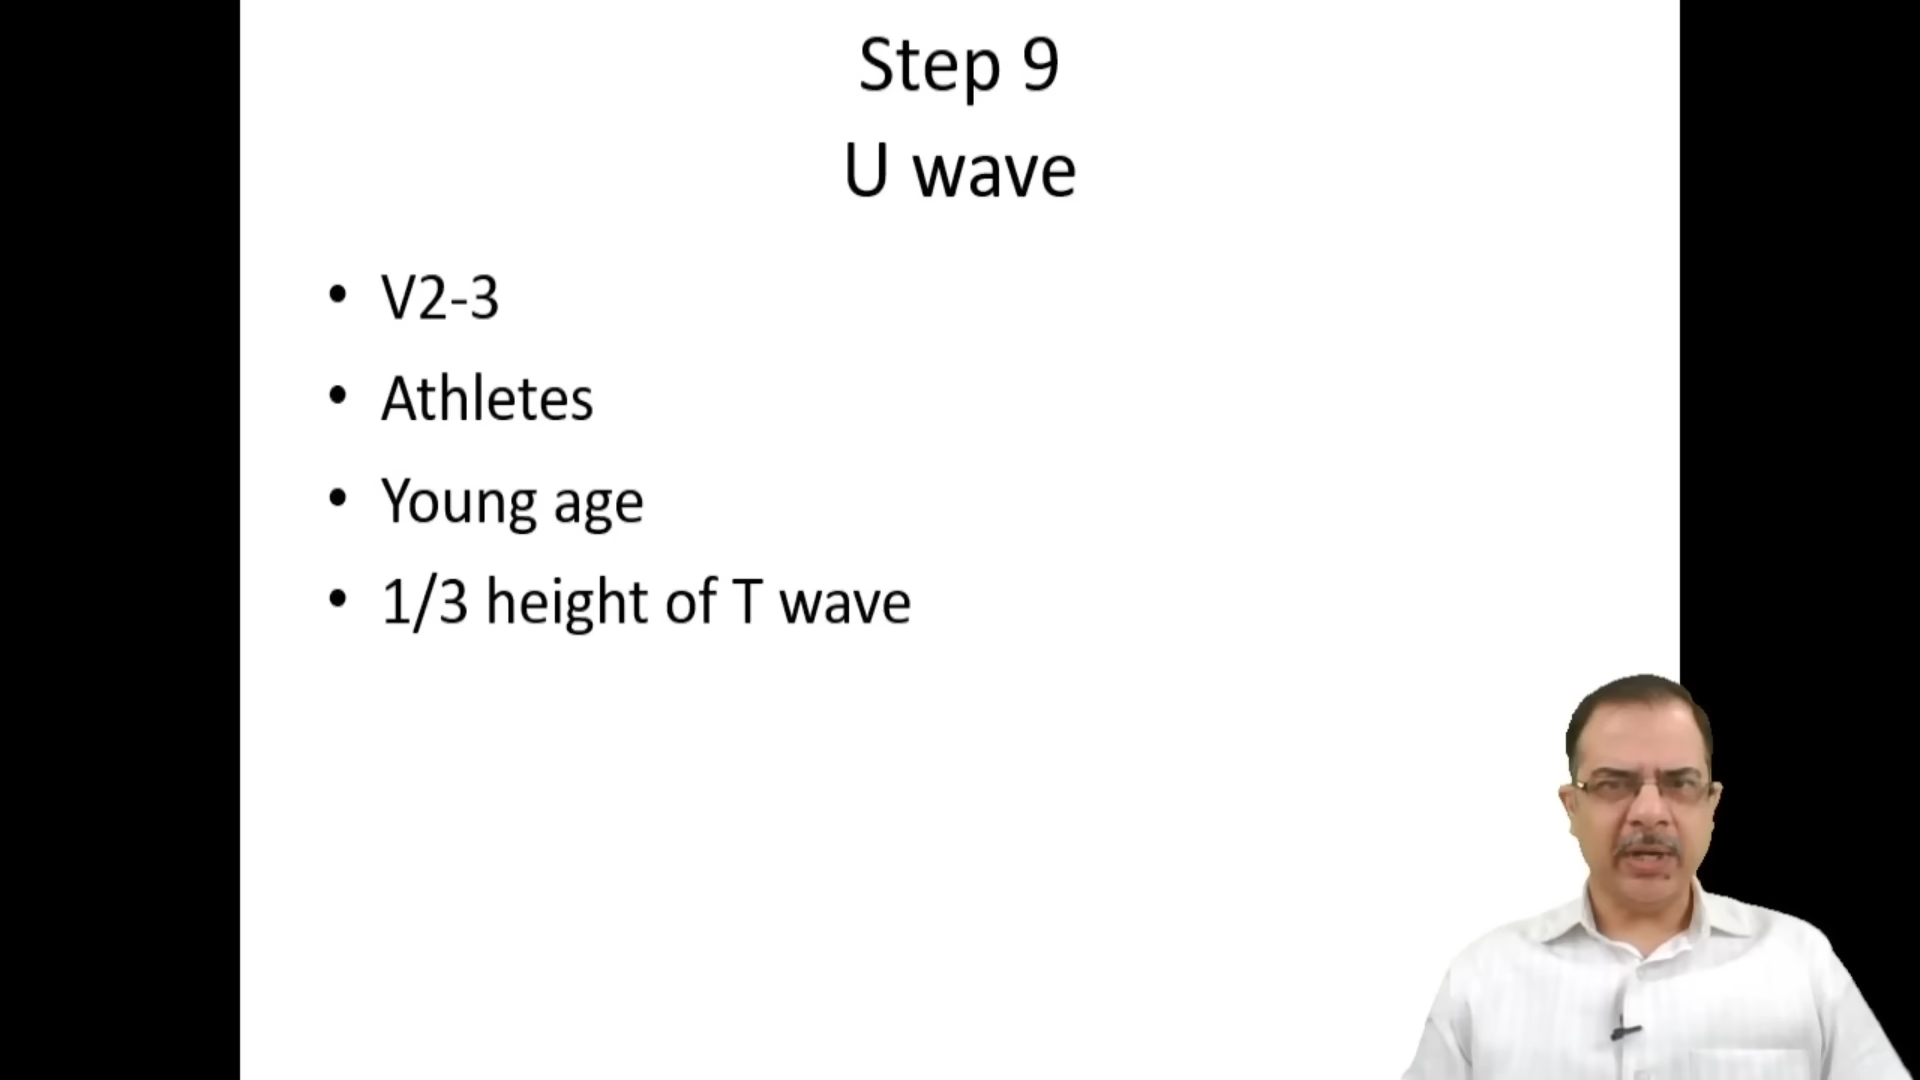 Step 9
U wave
• V2-3
• Athletes
• Young age
• 1/3 height of T wave